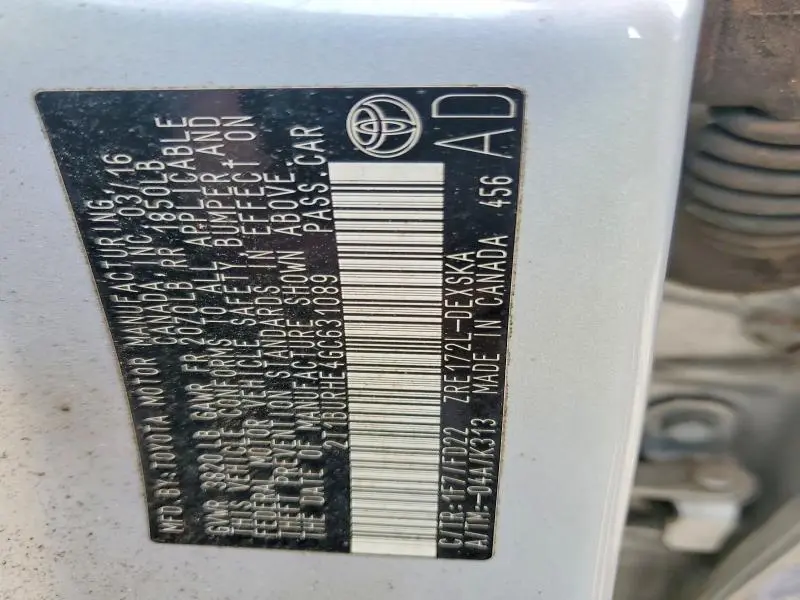 MFD.BY:TOYOTA MOTOR MANUFACTURING,
CANADA, INC. 03/16
GVWR 3820LB GAWR FR 2070LB RR 1850LB
THIS VEHICLE CONFORMS TO ALL APPLICABLE
FEDERAL MOTOR VEHICLE SAFETY, BUMPER AND
THEFT PREVENTION STANDARDS IN EFFECT ON
THE DATE OF MANUFACTURE SHOWN ABOVE.
2T2BURHE4GC631089 PASS.CAR
C/TR:1F7/FD22 ZRE172L-DEXSKA
A/TM:-04A/K313 MADE IN CANADA 456
AD